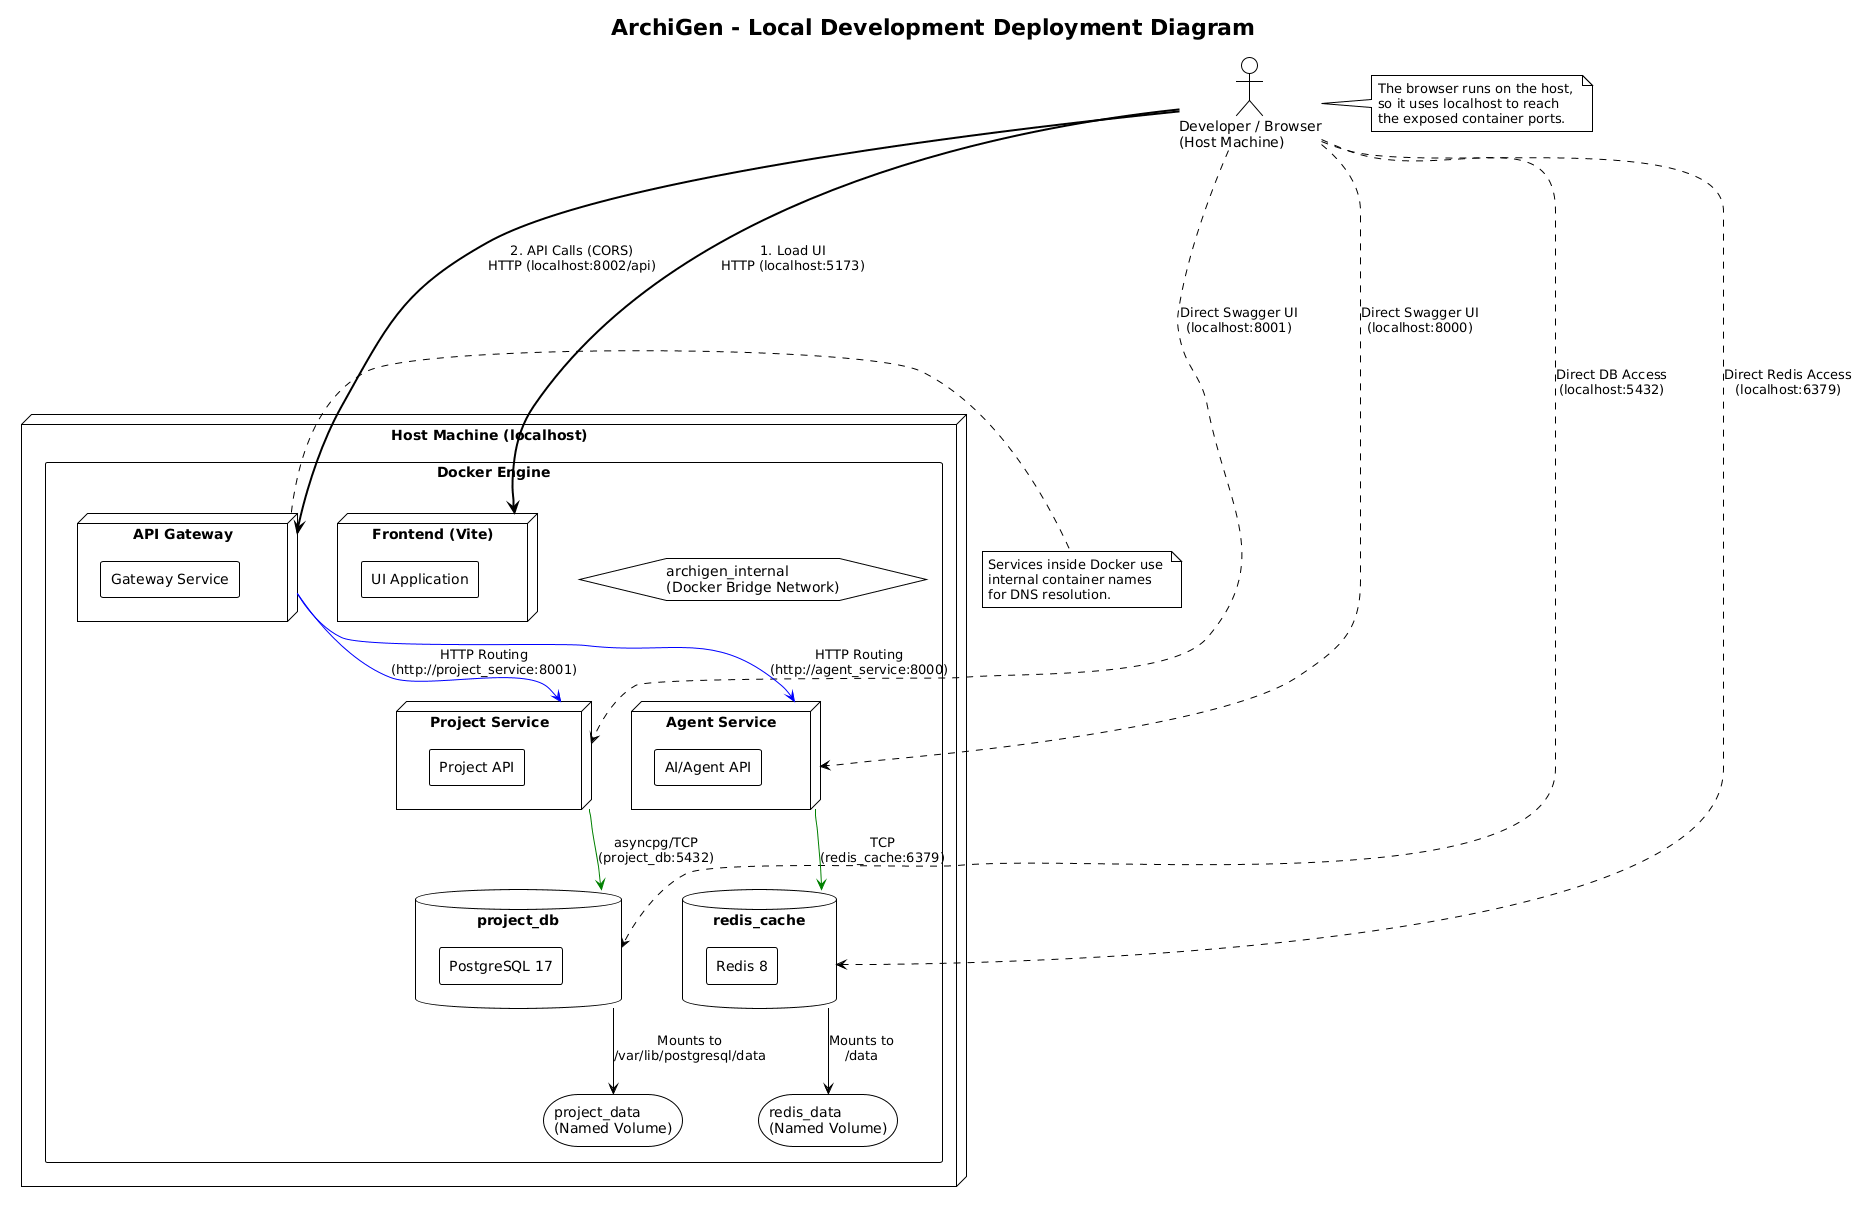 ArchiGen - Local Development Deployment Diagram
Developer / Browser
(Host Machine)
The browser runs on the host,
so it uses localhost to reach
the exposed container ports.
2. API Calls (CORS)
HTTP (localhost:8002/api)
1. Load UI
HTTP (localhost:5173)
Direct Swagger UI
(localhost:8001)
Direct Swagger UI
(localhost:8000)
Direct DB Access
(localhost:5432)
Direct Redis Access
(localhost:6379)
Host Machine (localhost)
Docker Engine
API Gateway
Gateway Service
Frontend (Vite)
UI Application
archigen_internal
(Docker Bridge Network)
Services inside Docker use
internal container names
for DNS resolution.
HTTP Routing
(http://project_service:8001)
HTTP Routing
(http://agent_service:8000)
Project Service
Project API
Agent Service
AI/Agent API
asyncpg/TCP
(project_db:5432)
TCP
(redis_cache:6379)
project_db
PostgreSQL 17
redis_cache
Redis 8
Mounts to
/var/lib/postgresql/data
Mounts to
/data
project_data
(Named Volume)
redis_data
(Named Volume)